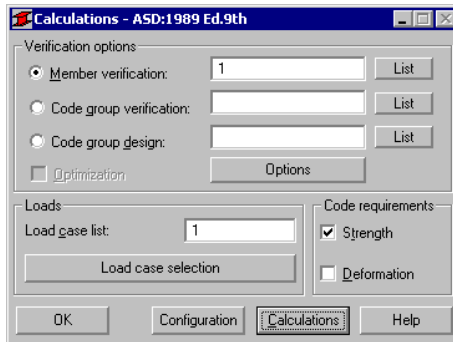 Calculations - ASD:1989 Ed.9th
Verification options
Member verification: 1 List
Code group verification: List
Code group design: List
Optimization Options
Loads
Load case list: 1
Load case selection
Code requirements
Strength
Deformation
OK Configuration Calculations Help